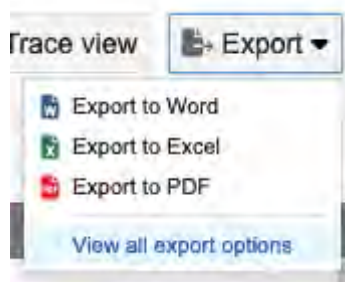 Trace view Export
Export to Word
Export to Excel
Export to PDF
View all export options